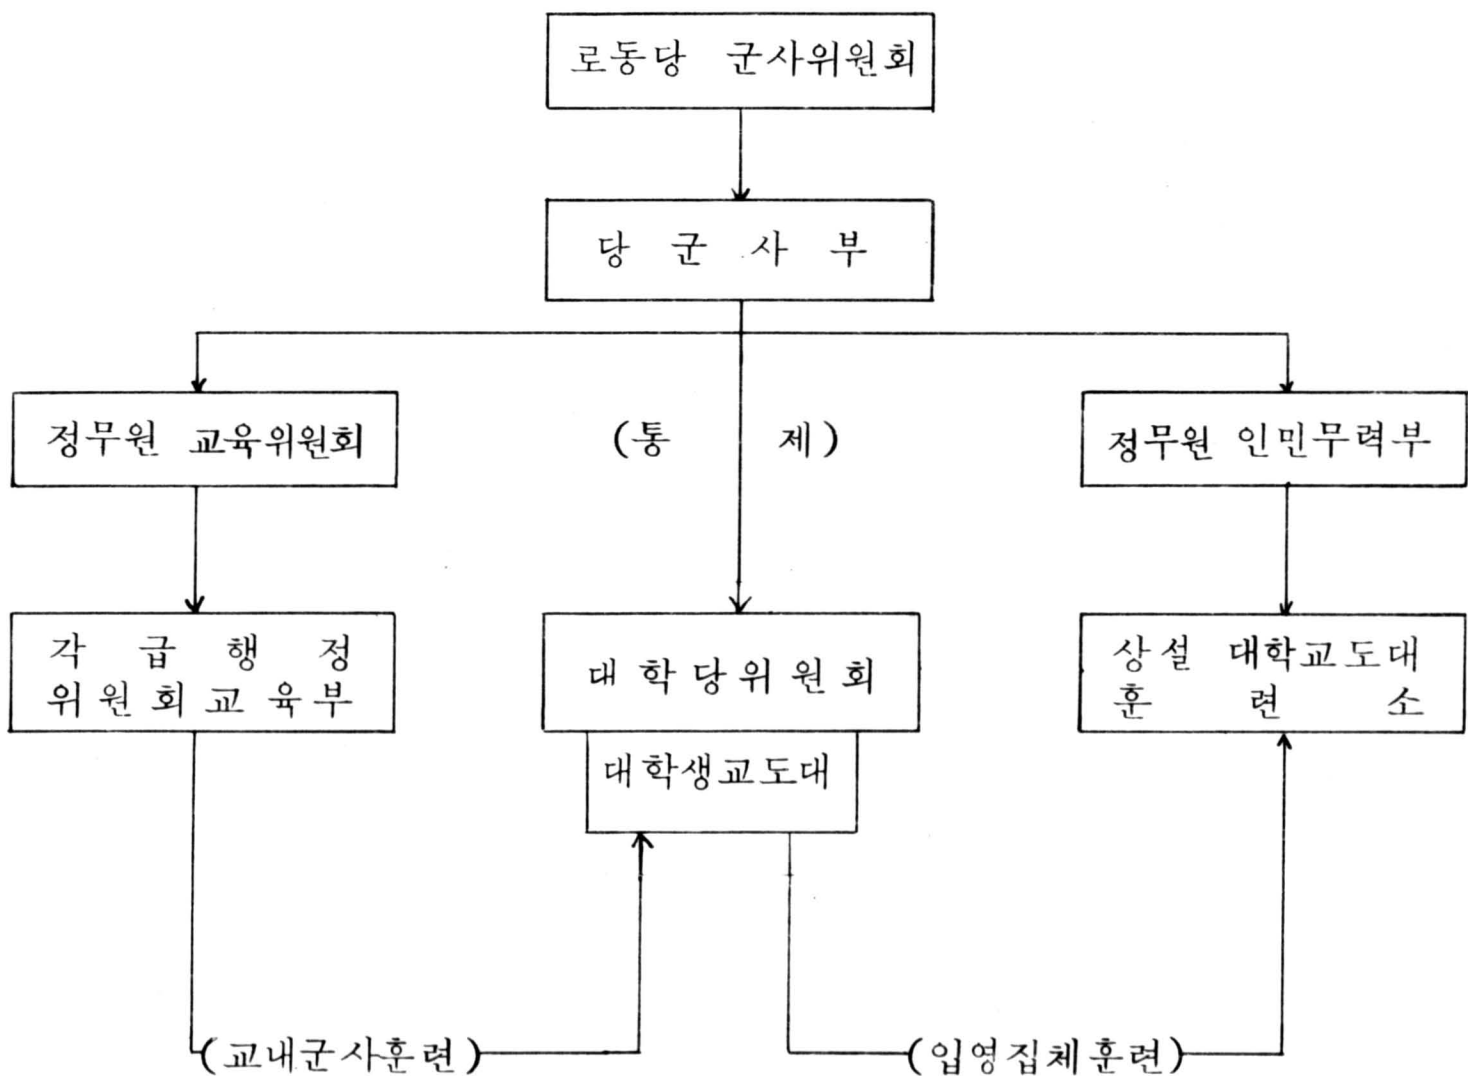 로동당 군사위원회
당 군 사 부
정무원 교육위원회
(통 제)
정무원 인민무력부
각 급 행 정
위원회교육부
대학당위원회
대학생교도대
상설 대학교도대
훈 련 소
(교내군사훈련)
(입영집체훈련)